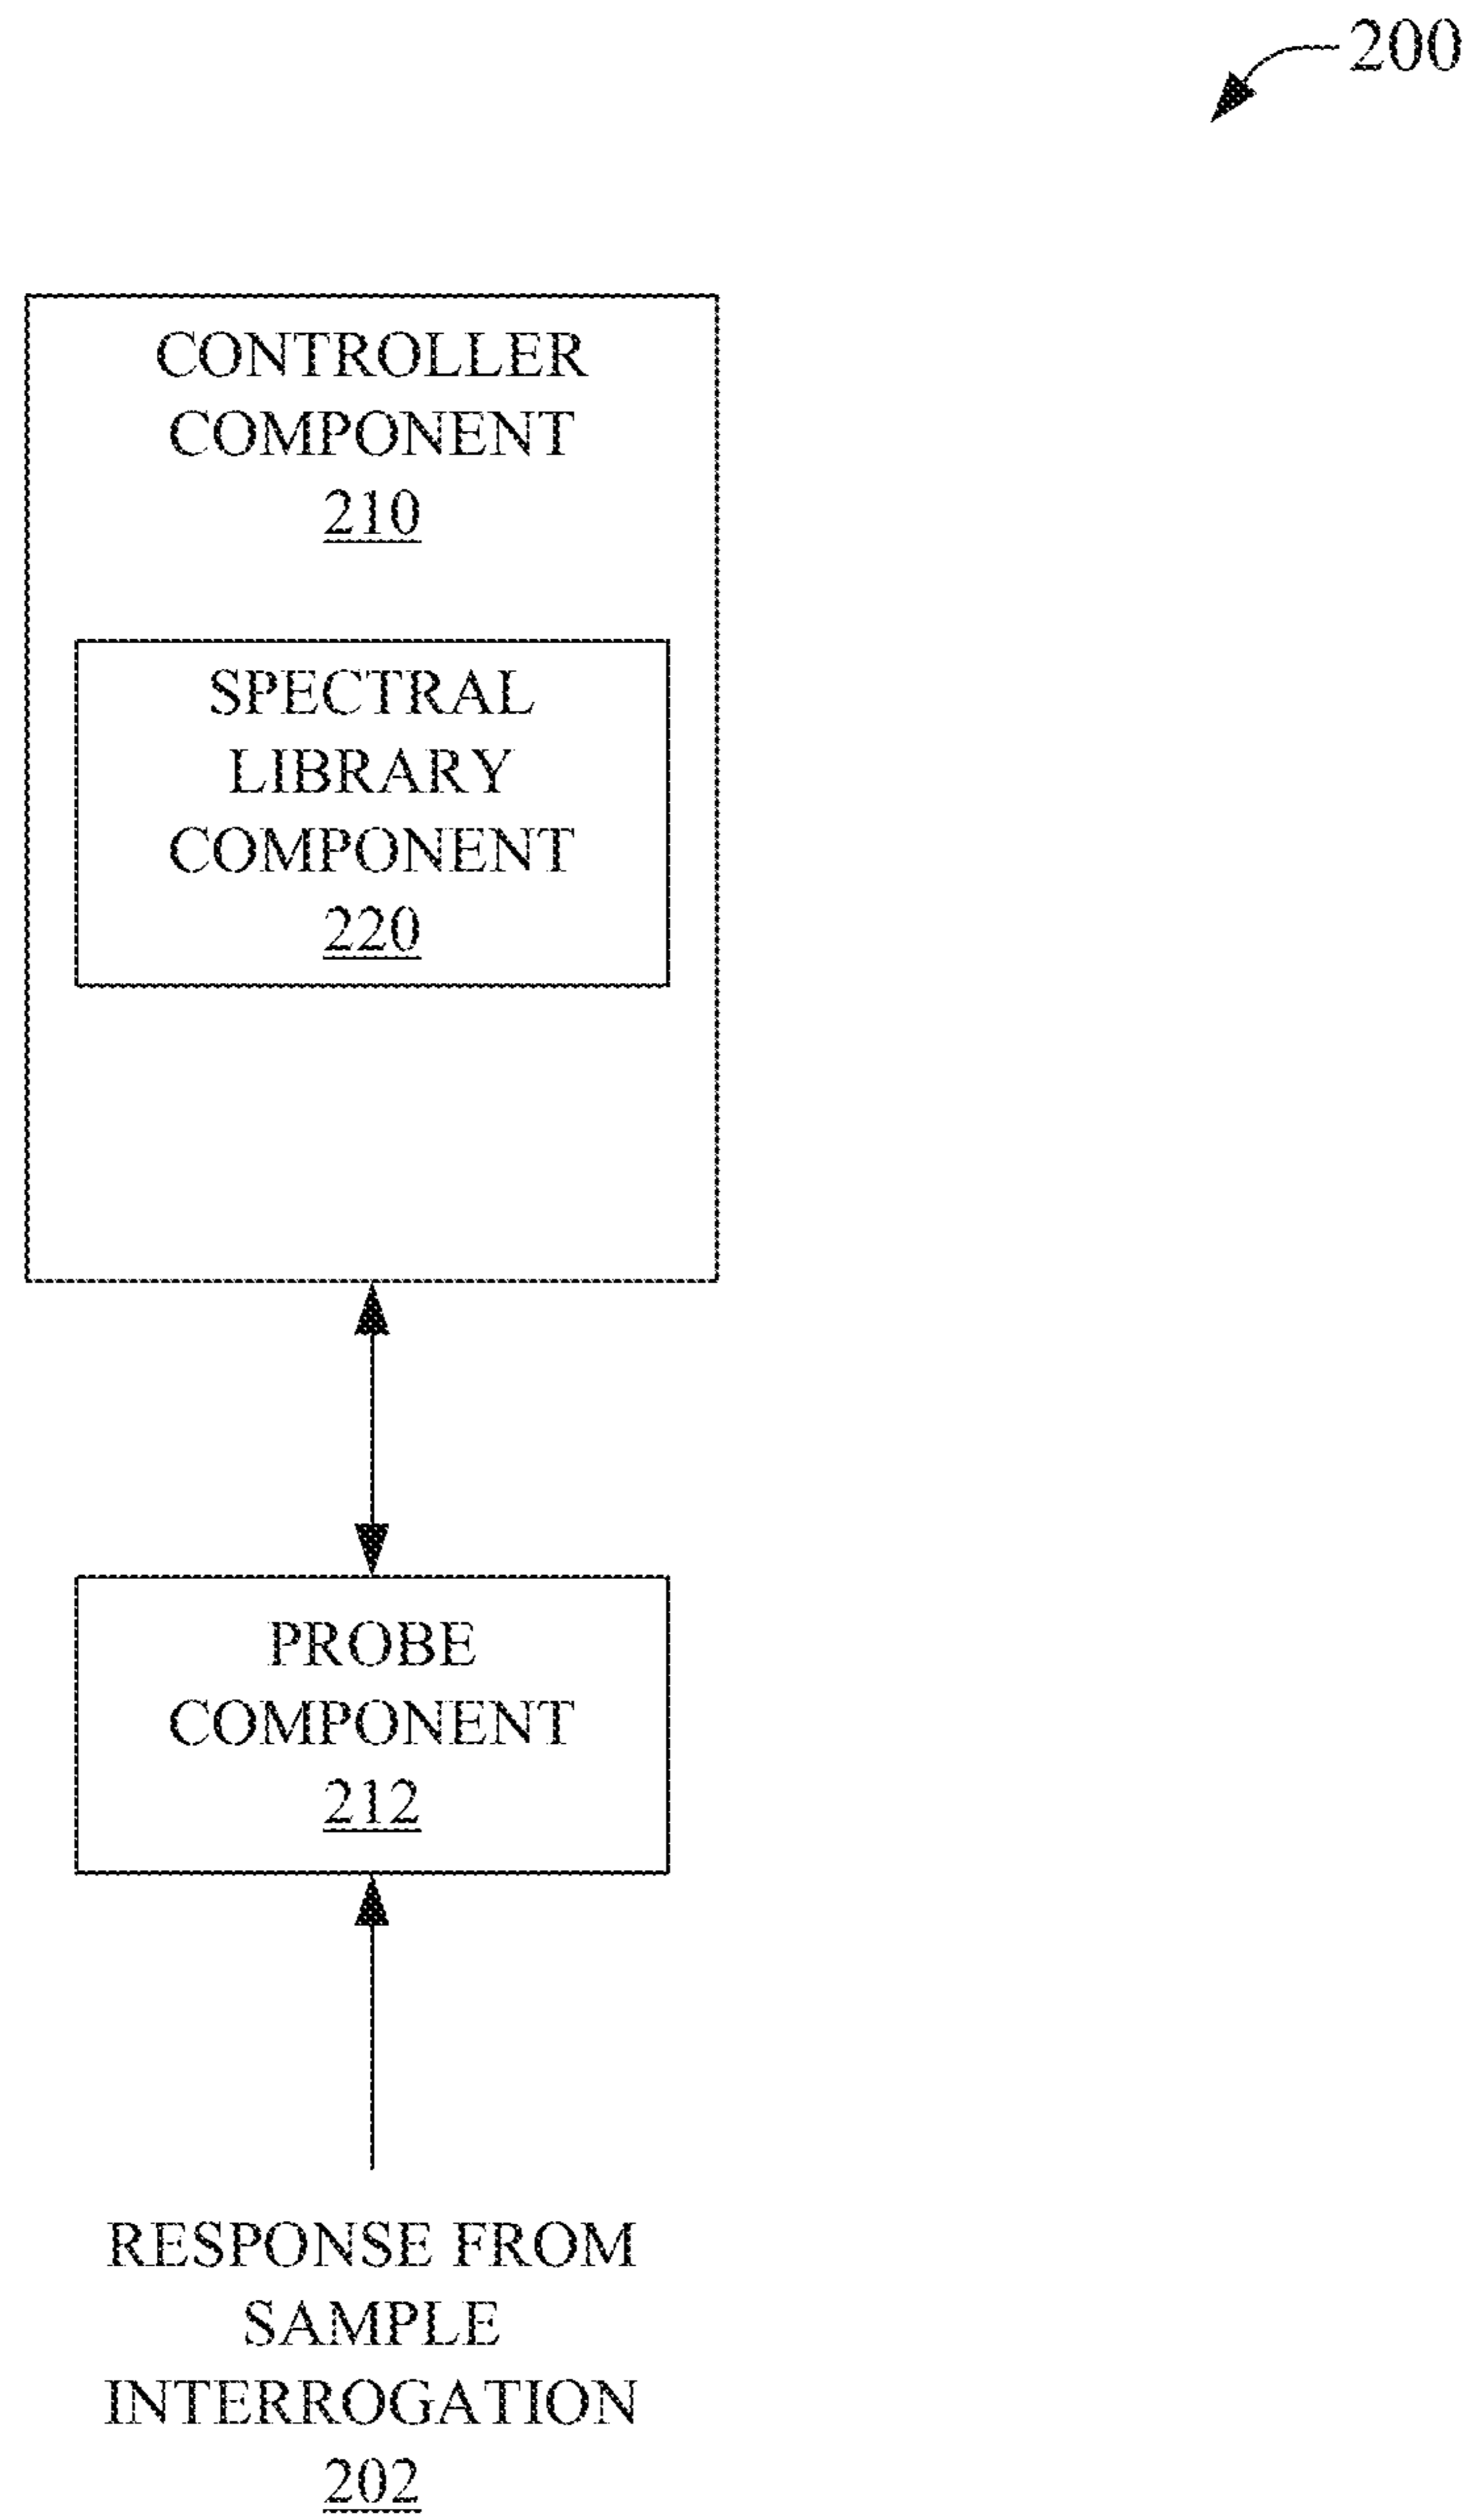 200
CONTROLLER
COMPONENT
210
SPECTRAL
LIBRARY
COMPONENT
220
PROBE
COMPONENT
212
RESPONSE FROM
SAMPLE
INTERROGATION
202